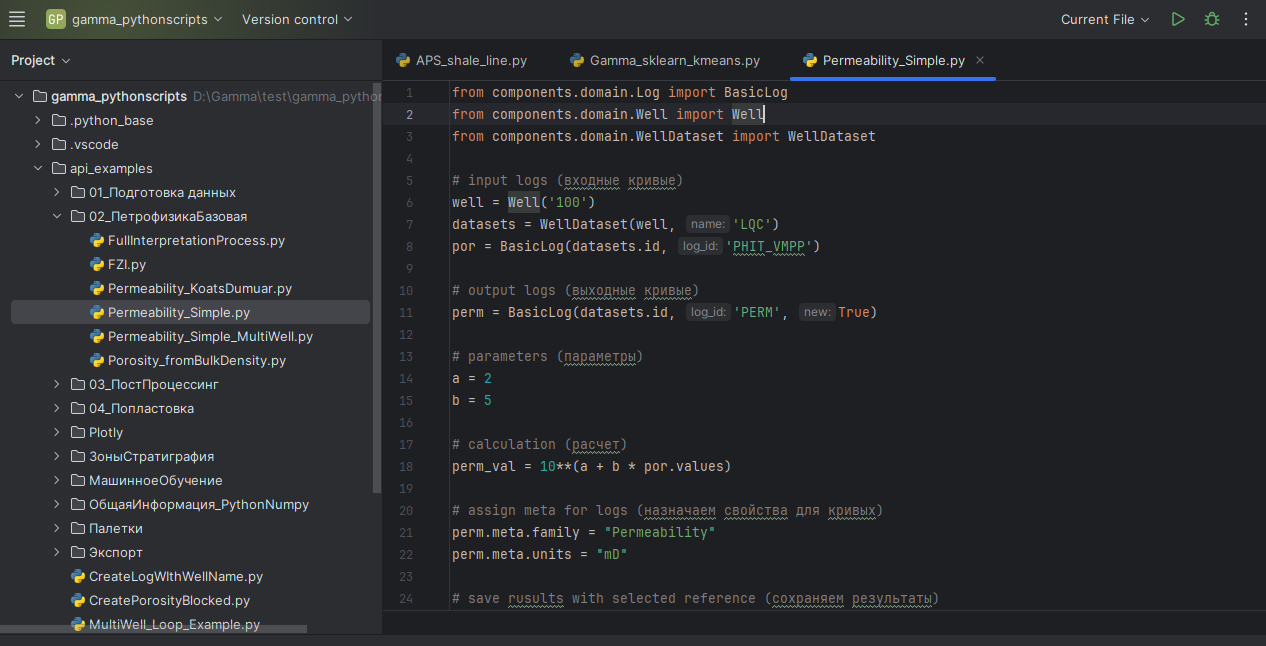 GP gamma_pythonscripts Version control Current File
Project
APS_shale_line.py Gamma_sklearn_kmeans.py Permeability_Simple.py
gamma_pythonscripts D:\Gamma\test\gamma_pythor
.python_base
.vscode
api_examples
01_Подготовка данных
02_ПетрофизикаБазовая
FullInterpretationProcess.py
FZI.py
Permeability_KoatsDumuar.py
Permeability_Simple.py
Permeability_Simple_MultiWell.py
Porosity_fromBulkDensity.py
03_ПостПроцессинг
04_Попластовка
Plotly
ЗоныСтратиграфия
МашинноеОбучение
ОбщаяИнформация_PythonNumpy
Палетки
Экспорт
CreateLogWIthWellName.py
CreatePorosityBlocked.py
MultiWell_Loop_Example.py
1 from components.domain.Log import BasicLog
2 from components.domain.Well import Well
3 from components.domain.WellDataset import WellDataset
4
5 # input logs (входные кривые)
6 well = Well('100')
7 datasets = WellDataset(well, name: 'LQC')
8 por = BasicLog(datasets.id, log_id: 'PHIT_VMPP')
9
10 # output logs (выходные кривые)
11 perm = BasicLog(datasets.id, log_id: 'PERM', new: True)
12
13 # parameters (параметры)
14 a = 2
15 b = 5
16
17 # calculation (расчет)
18 perm_val = 10**(a + b * por.values)
19
20 # assign meta for logs (назначаем свойства для кривых)
21 perm.meta.family = "Permeability"
22 perm.meta.units = "mD"
23
24 # save rusults with selected reference (сохраняем результаты)